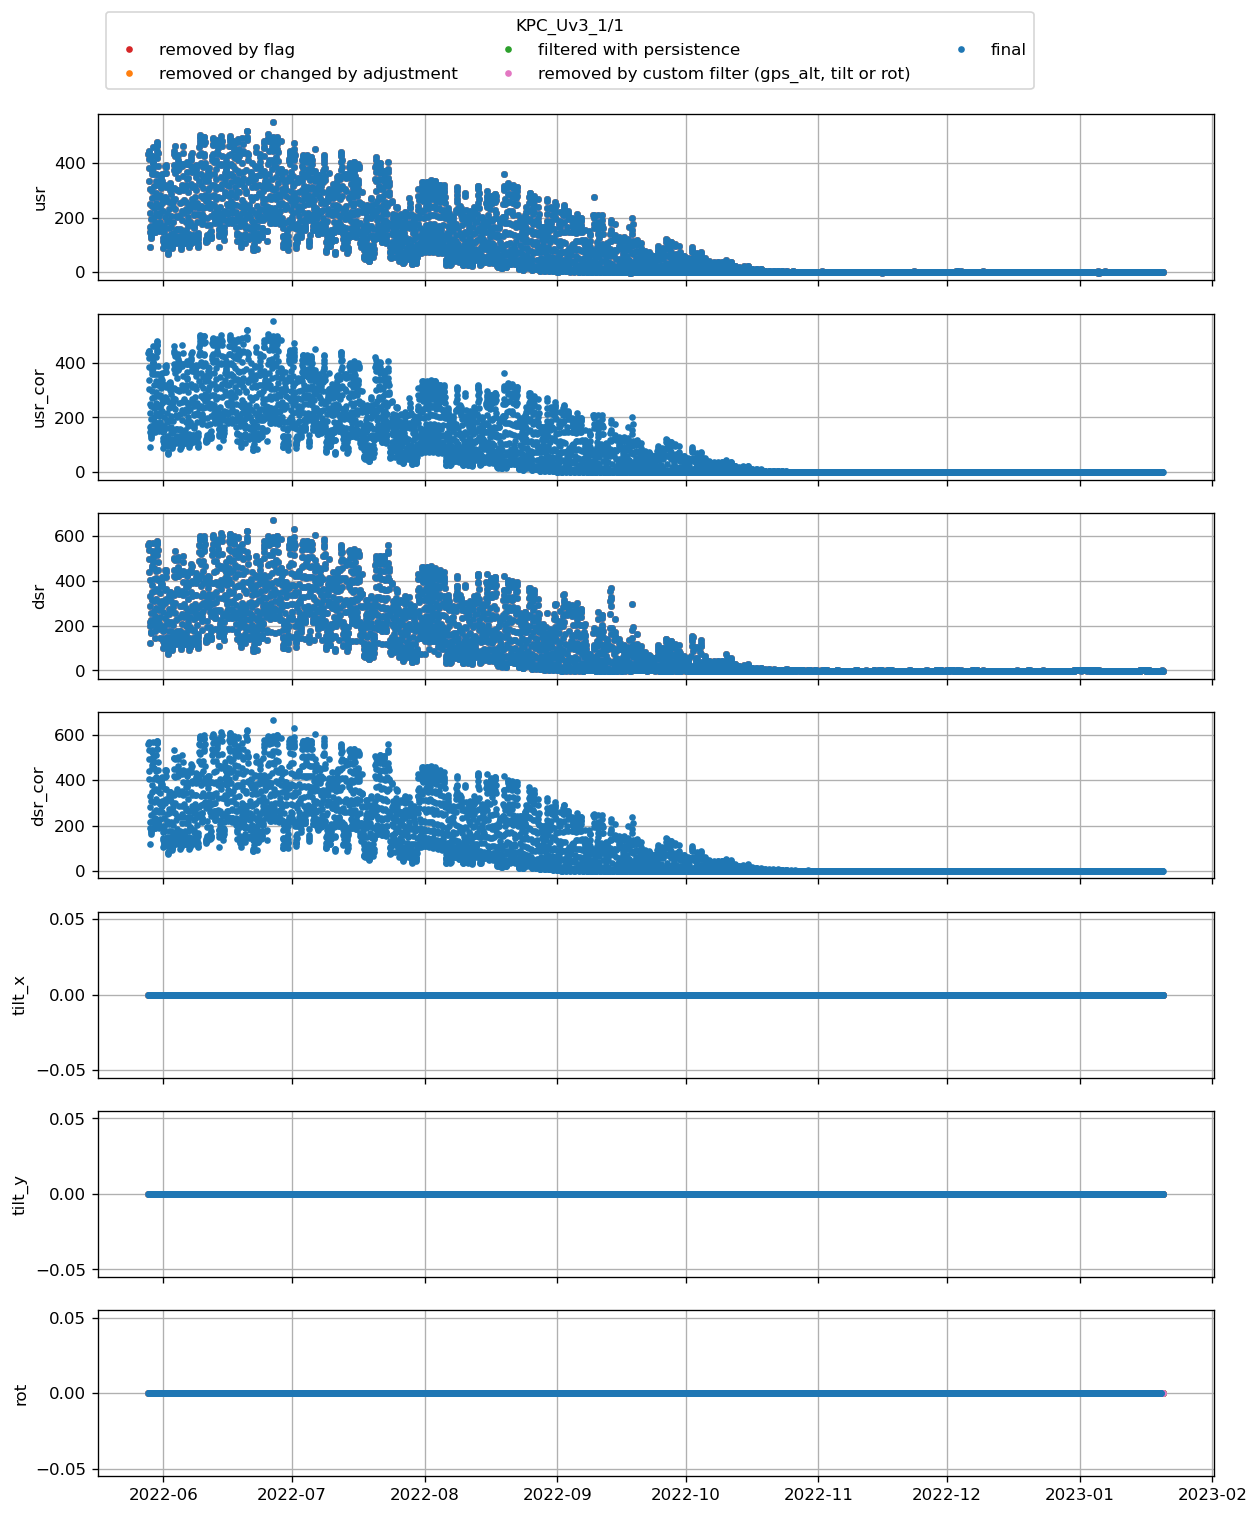 KPC_Uv3_1/1
removed by flag
filtered with persistence
final
removed or changed by adjustment
removed by custom filter (gps_alt, tilt or rot)
usr
400
200
0
usr_cor
400
200
0
dsr
600
400
200
0
dsr_cor
600
400
200
0
tilt_x
0.05
0.00
−0.05
tilt_y
0.05
0.00
−0.05
rot
0.05
0.00
−0.05
2022-06 2022-07 2022-08 2022-09 2022-10 2022-11 2022-12 2023-01 2023-02